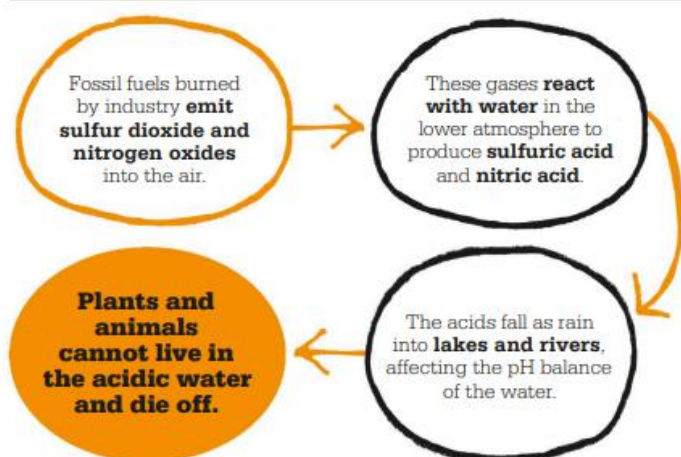 Fossil fuels burned
by industry emit
sulfur dioxide and
nitrogen oxides
into the air.
These gases react
with water in the
lower atmosphere to
produce sulfuric acid
and nitric acid.
The acids fall as rain
into lakes and rivers,
affecting the pH balance
of the water.
Plants and
animals
cannot live in
the acidic water
and die off.